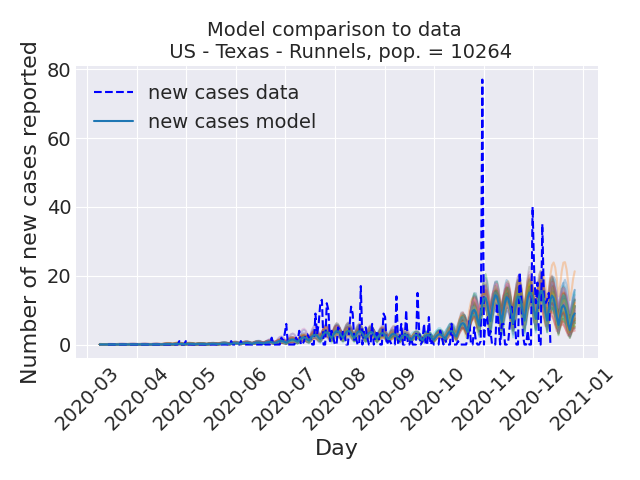 Model comparison to data
US - Texas - Runnels, pop. = 10264
Number of new cases reported
80
60
40
20
0
new cases data
new cases model
2020-03
2020-04
2020-05
2020-06
2020-07
2020-08
2020-09
2020-10
2020-11
2020-12
2021-01
Day